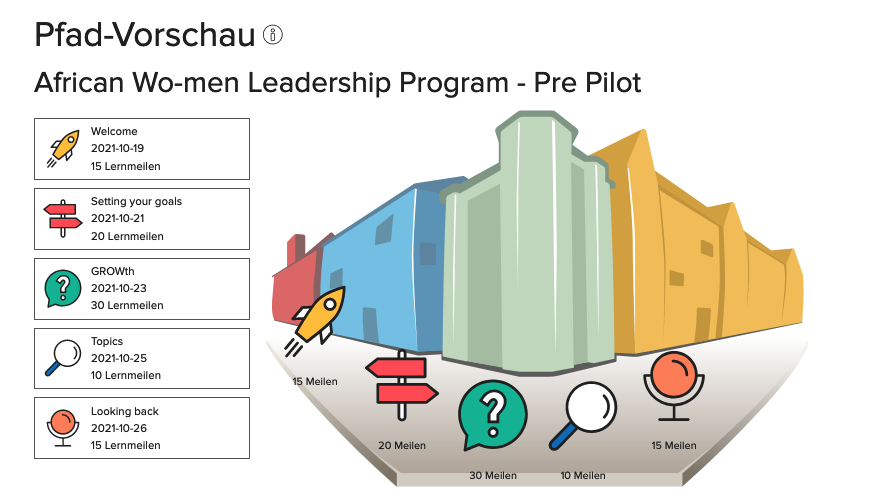 Pfad-Vorschau
African Wo-men Leadership Program - Pre Pilot
Welcome
2021-10-19
15 Lernmeilen
Setting your goals
2021-10-21
20 Lernmeilen
GROWth
2021-10-23
30 Lernmeilen
Topics
2021-10-25
10 Lernmeilen
Looking back
2021-10-26
15 Lernmeilen
15 Meilen
20 Meilen
30 Meilen
10 Meilen
15 Meilen